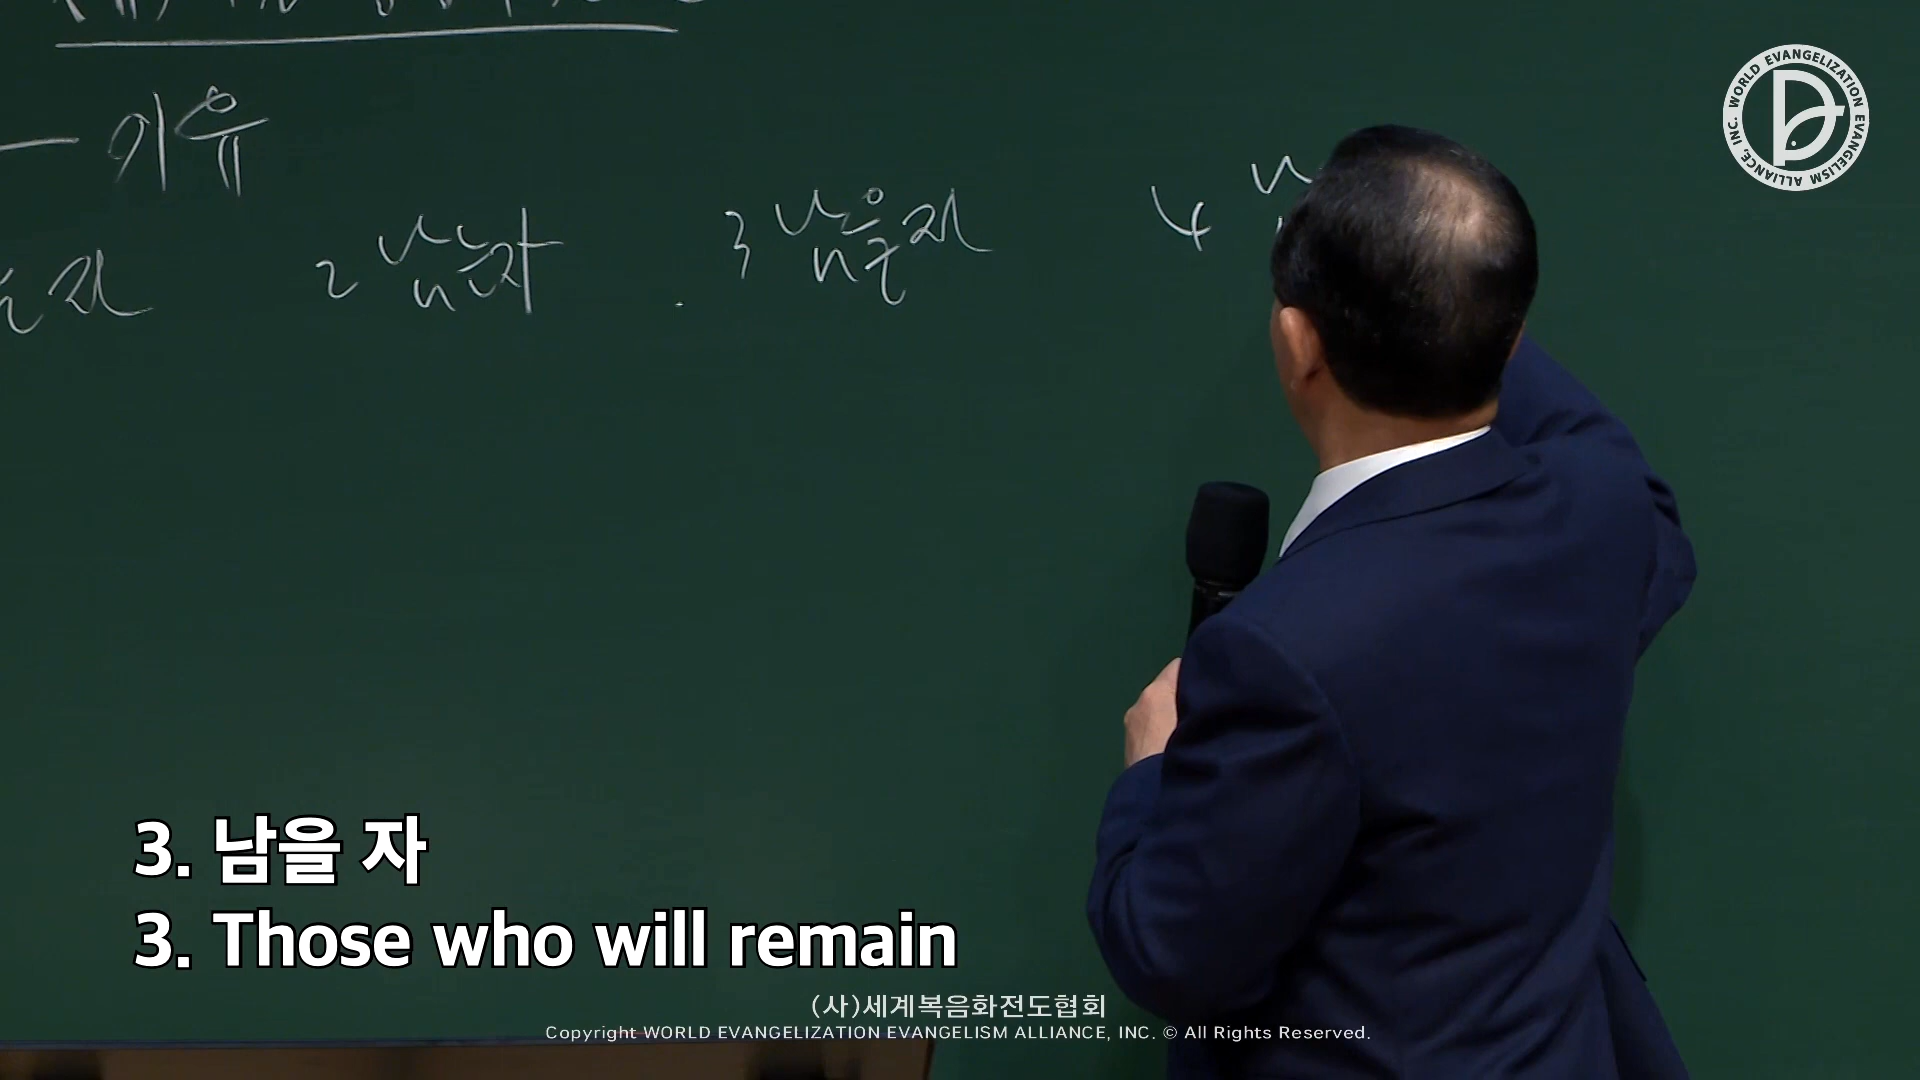 이유
2 남는자
3 남을자
4
WORLD EVANGELIZATION EVANGELISM ALLIANCE, INC.
3. 남을 자
3. Those who will remain
(사)세계복음화전도협회
Copyright WORLD EVANGELIZATION EVANGELISM ALLIANCE, INC. © All Rights Reserved.